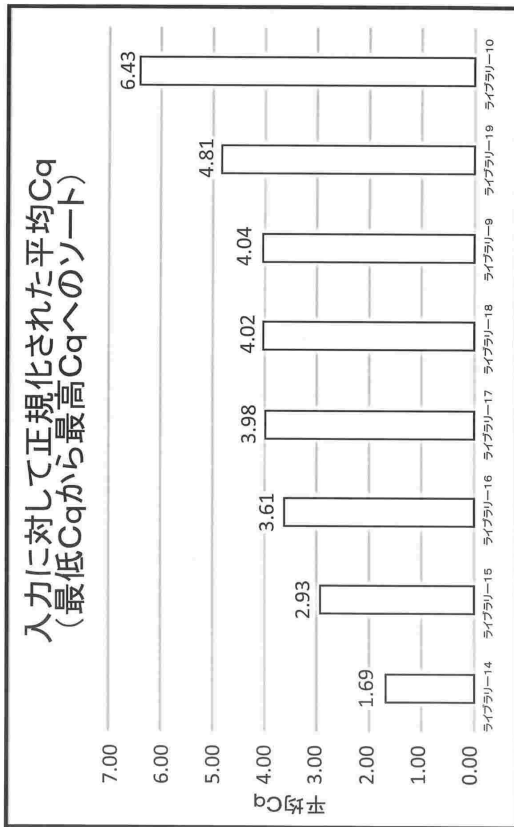 入力に対して正規化された平均Cq
（最低Cqから最高Cqへのソート）
平均Cq
7.00
6.00
5.00
4.00
3.00
2.00
1.00
0.00
1.69
2.93
3.61
3.98
4.02
4.04
4.81
6.43
ライブラリー14
ライブラリー15
ライブラリー16
ライブラリー17
ライブラリー18
ライブラリー9
ライブラリー19
ライブラリー10